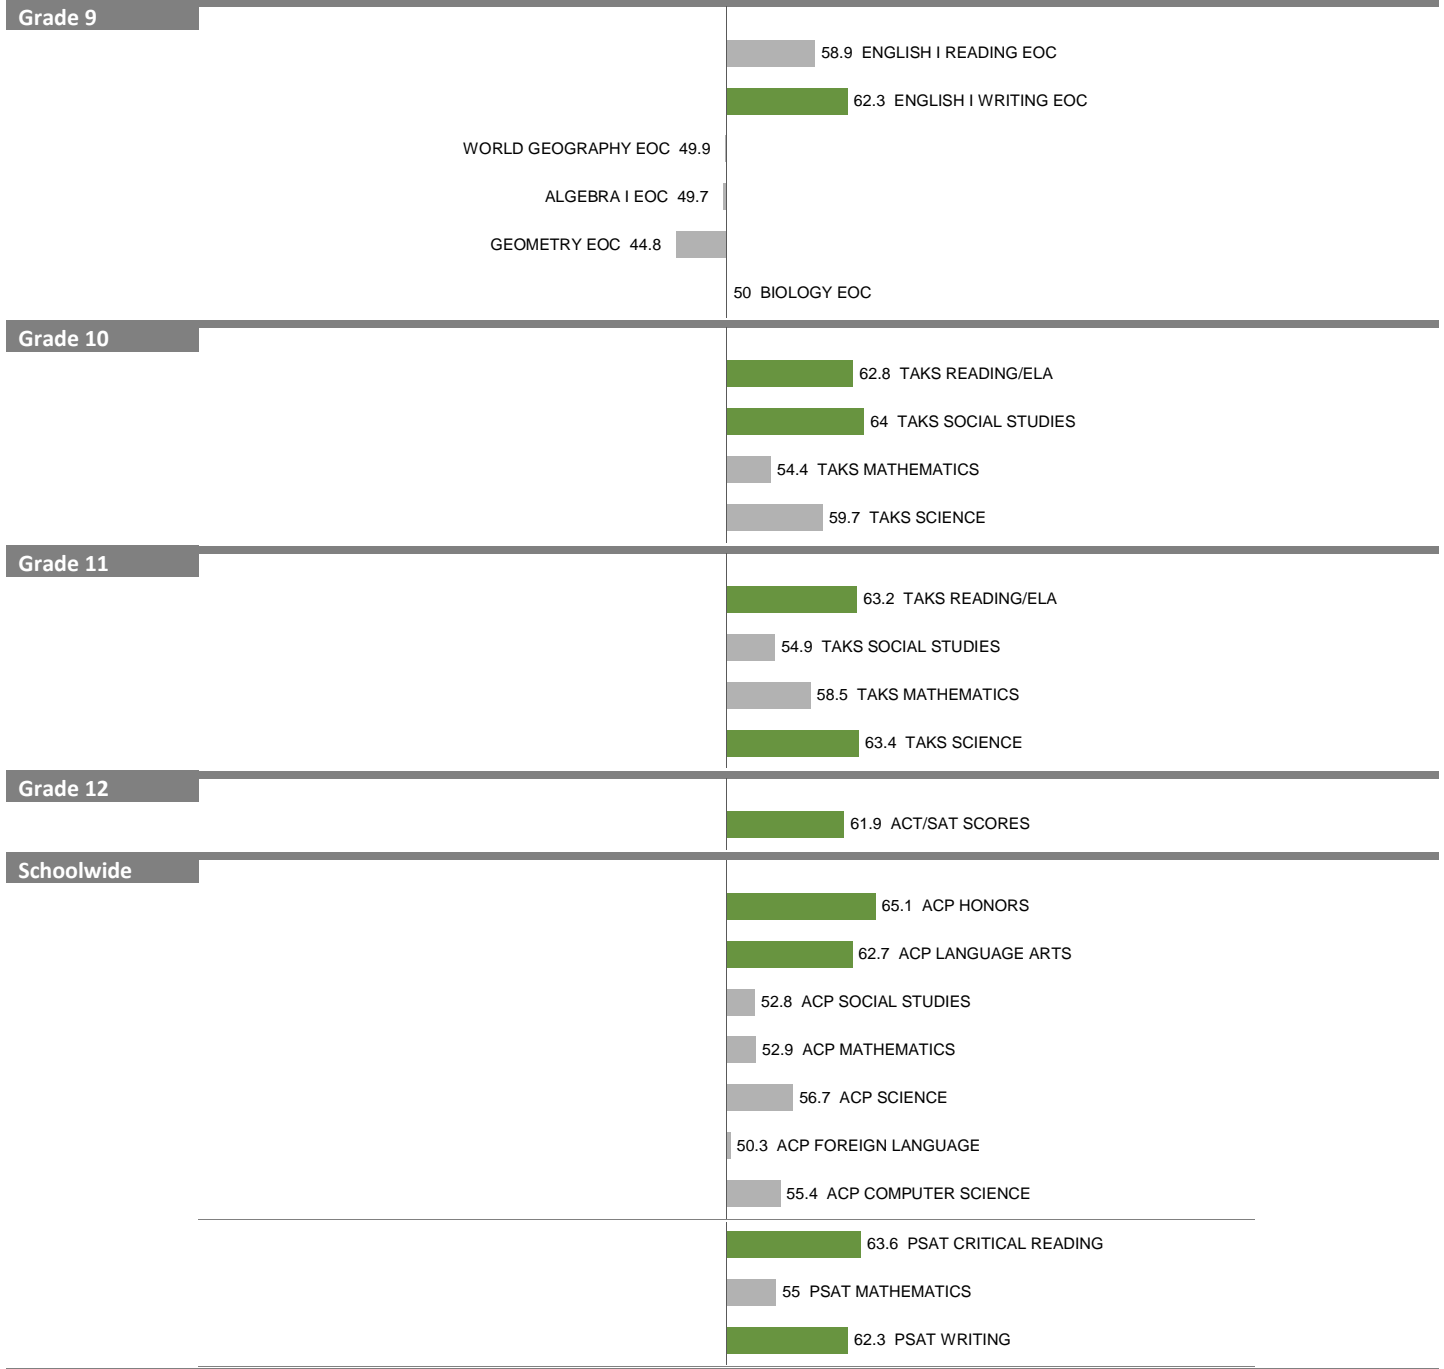 Grade 9
58.9 ENGLISH I READING EOC
62.3 ENGLISH I WRITING EOC
WORLD GEOGRAPHY EOC 49.9
ALGEBRA I EOC 49.7
GEOMETRY EOC 44.8
50 BIOLOGY EOC
Grade 10
62.8 TAKS READING/ELA
64 TAKS SOCIAL STUDIES
54.4 TAKS MATHEMATICS
59.7 TAKS SCIENCE
Grade 11
63.2 TAKS READING/ELA
54.9 TAKS SOCIAL STUDIES
58.5 TAKS MATHEMATICS
63.4 TAKS SCIENCE
Grade 12
61.9 ACT/SAT SCORES
Schoolwide
65.1 ACP HONORS
62.7 ACP LANGUAGE ARTS
52.8 ACP SOCIAL STUDIES
52.9 ACP MATHEMATICS
56.7 ACP SCIENCE
50.3 ACP FOREIGN LANGUAGE
55.4 ACP COMPUTER SCIENCE
63.6 PSAT CRITICAL READING
55 PSAT MATHEMATICS
62.3 PSAT WRITING